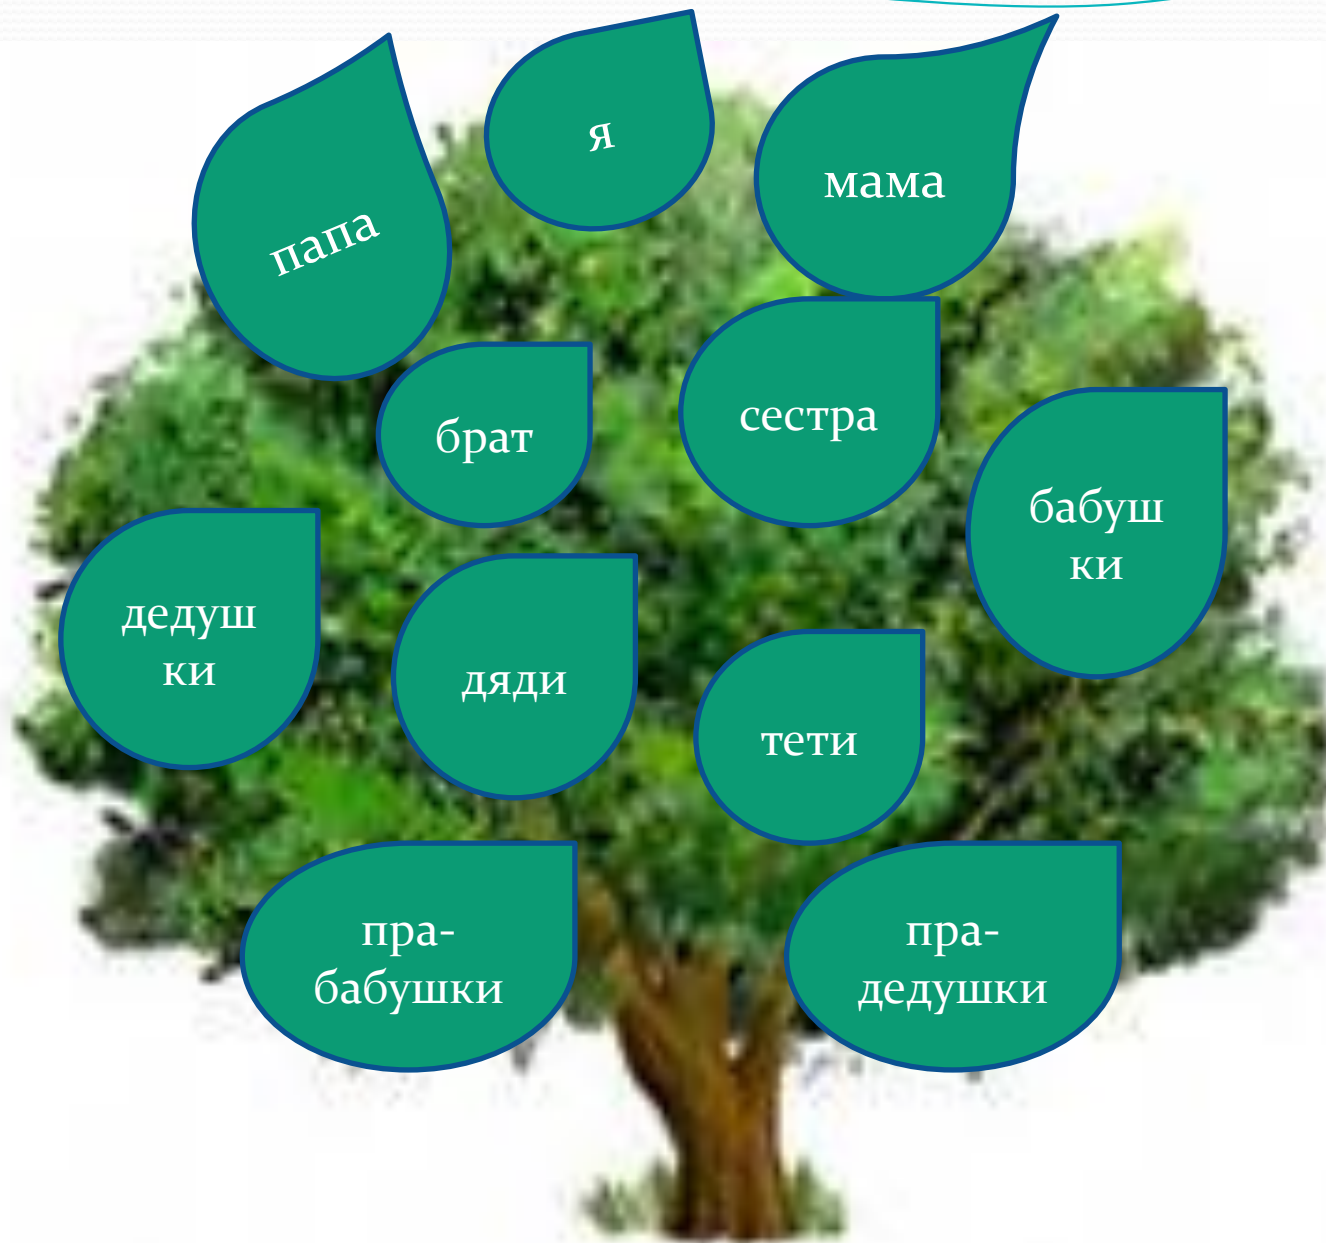 я
папа
мама
брат
сестра
бабуш
ки
дедуш
ки
дяди
тети
пра-
бабушки
пра-
дедушки